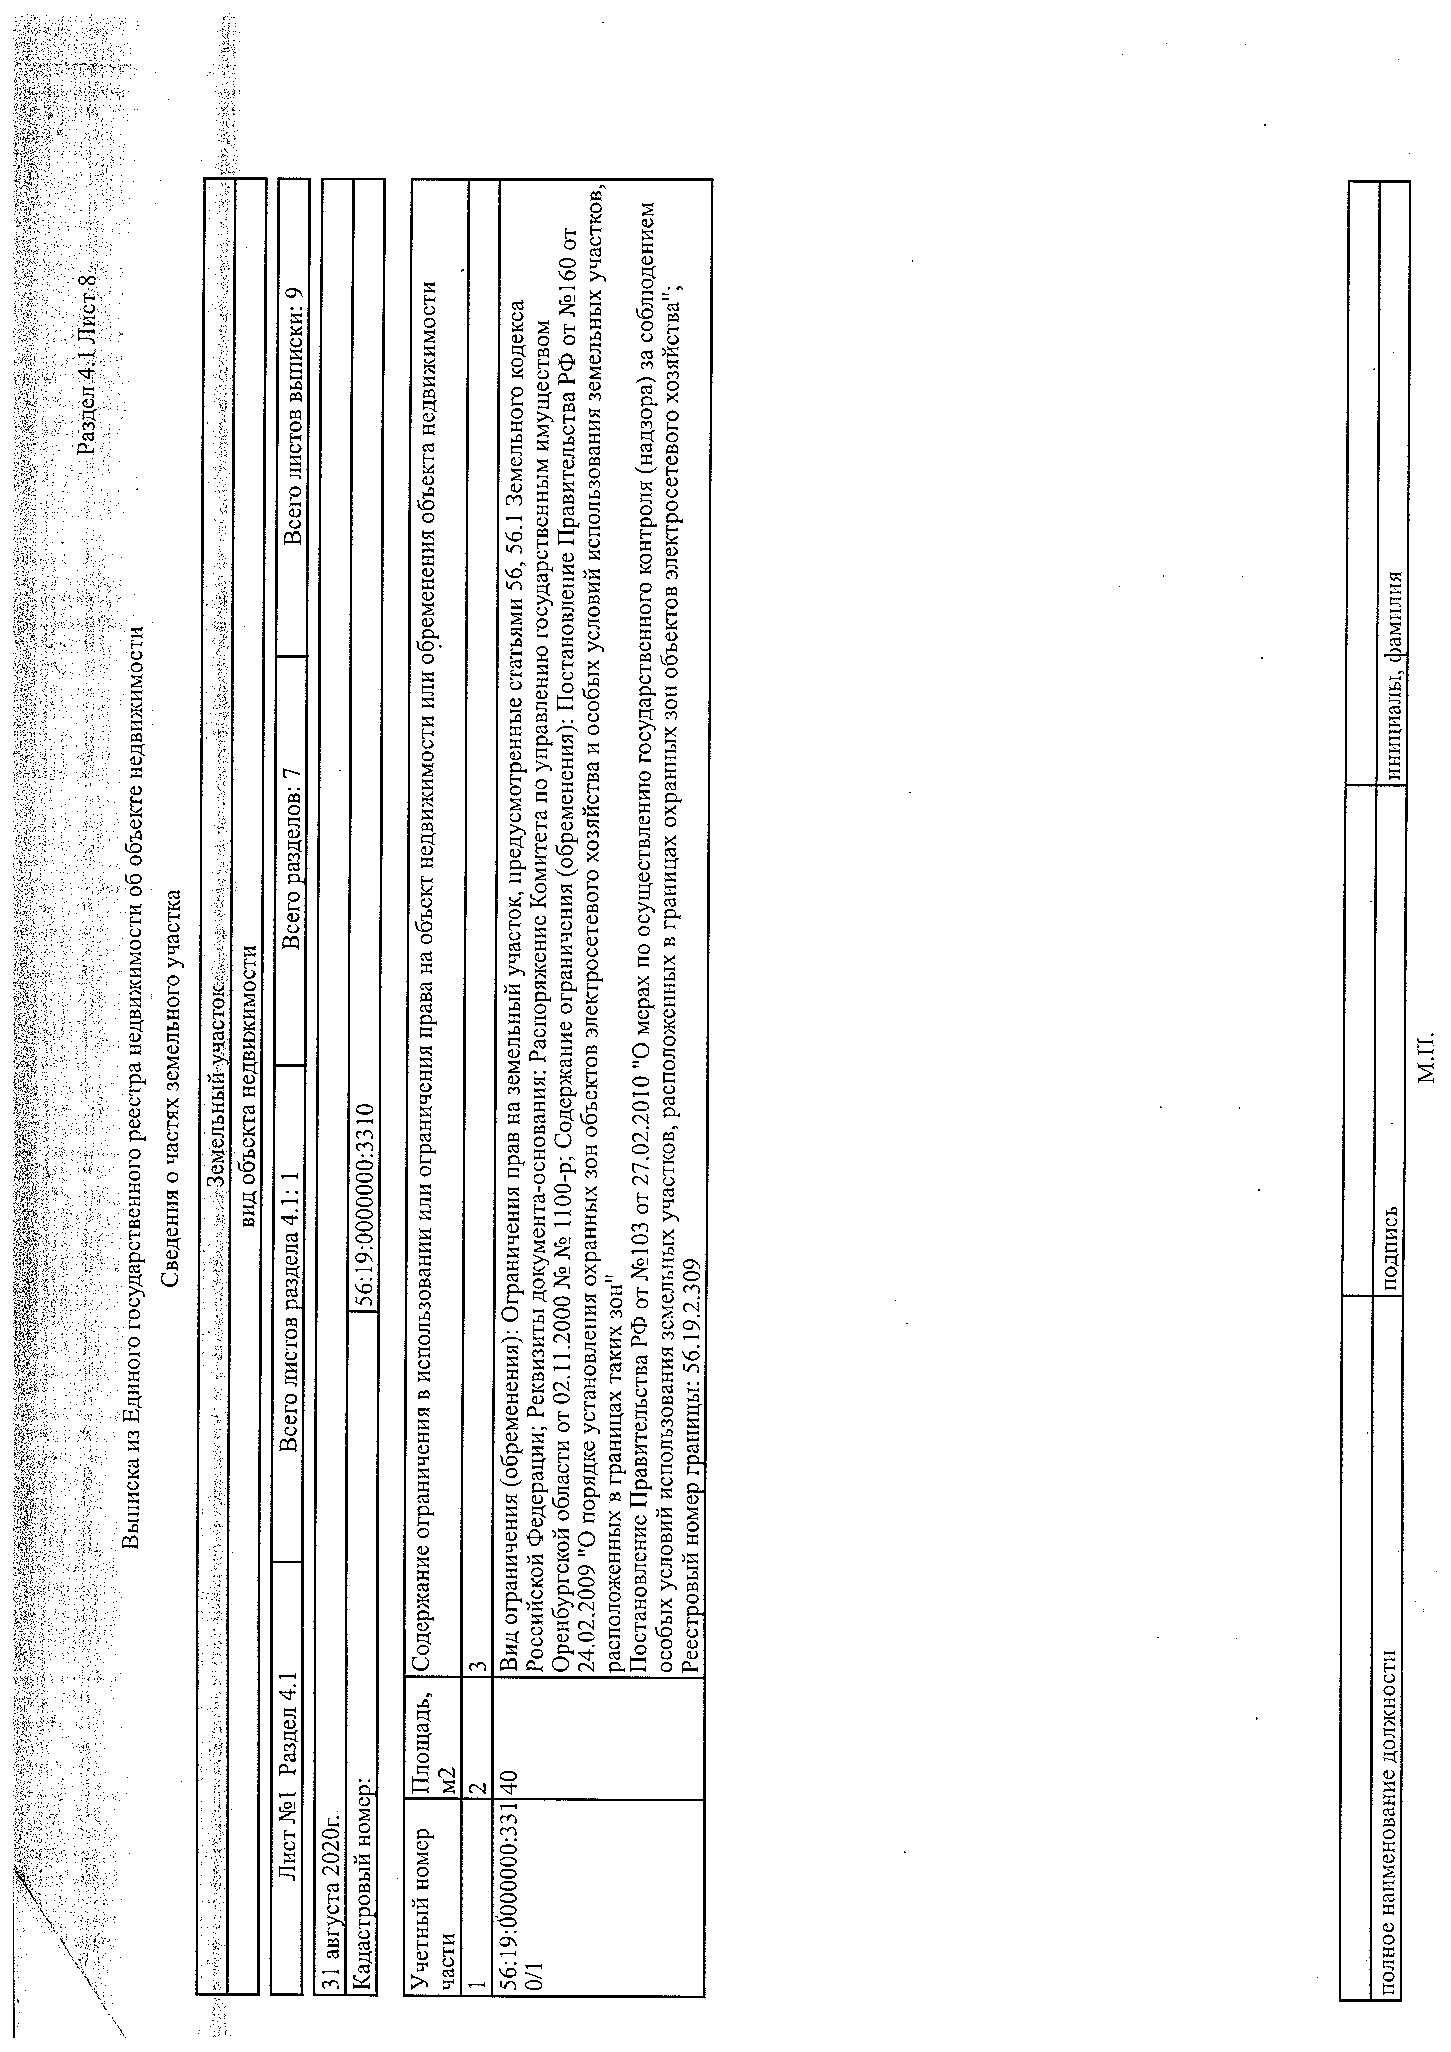 Раздел 4.1 Лист 8
Выписка из Единого государственного реестра недвижимости об объекте недвижимости
Сведения о частях земельного участка
Земельный участок
вид объекта недвижимости
Лист №1 Раздел 4.1
Всего листов раздела 4.1: 1
Всего разделов: 7
Всего листов выписки: 9
31 августа 2020г.
Кадастровый номер:
56:19:0000000:3310
Учетный номер
части
Площадь,
м2
Содержание ограничения в использовании или ограничения права на объект недвижимости или обременения объекта недвижимости
1
2
3
56:19:0000000:331
0/1
40
Вид ограничения (обременения): Ограничения прав на земельный участок, предусмотренные статьями 56, 56.1 Земельного кодекса
Российской Федерации; Реквизиты документа-основания: Распоряжение Комитета по управлению государственным имуществом
Оренбургской области от 02.11.2000 № № 1100-р; Содержание ограничения (обременения): Постановление Правительства РФ от №160 от
24.02.2009 "О порядке установления охранных зон объектов электросетевого хозяйства и особых условий использования земельных участков,
расположенных в границах таких зон"
Постановление Правительства РФ от №103 от 27.02.2010 "О мерах по осуществлению государственного контроля (надзора) за соблюдением
особых условий использования земельных участков, расположенных в границах охранных зон объектов электросетевого хозяйства";
Реестровый номер границы: 56.19.2.309
полное наименование должности
подпись
инициалы, фамилия
М.П.